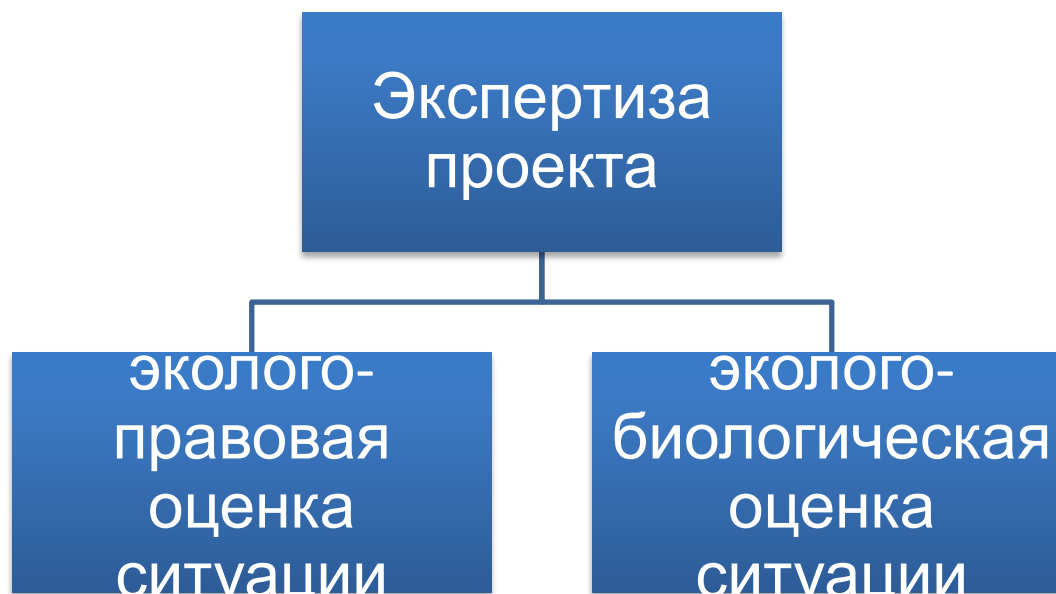 Экспертиза
проекта
эколого-
правовая
оценка
ситуации
эколого-
биологическая
оценка
ситуации